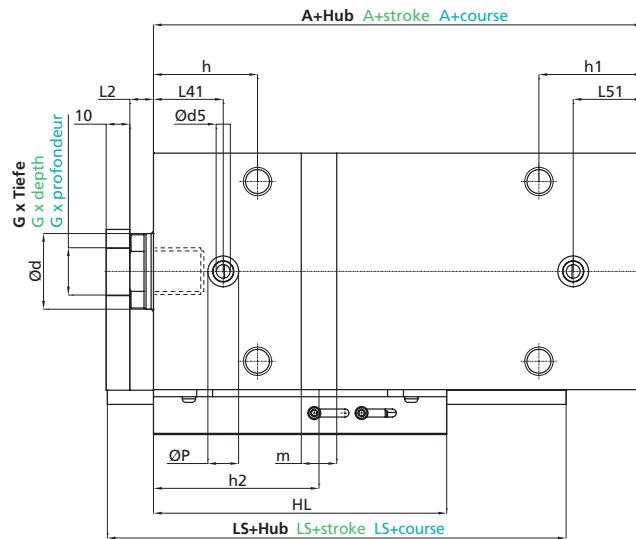 A+Hub A+stroke A+course
h h1
L2 L41 L51
10 Ød5
G x Tiefe
G x depth
G x profondeur
Ød
ØP m
h2
HL
LS+Hub LS+stroke LS+course